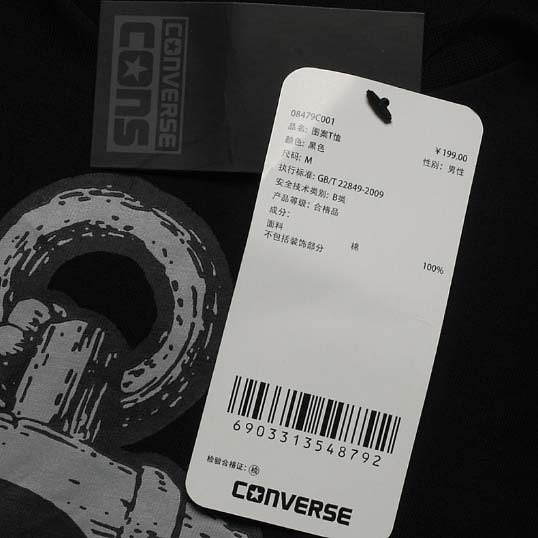 CONVERSE
CONS
08479C001
品名: 图案T恤 ￥199.00
颜色: 黑色 性别: 男性
尺码: M
执行标准: GB/T 22849-2009
安全技术类别: B类
产品等级: 合格品
成分:
面料 棉 100%
不包括装饰部分
6903313548792
检验合格证: 检
CONVERSE